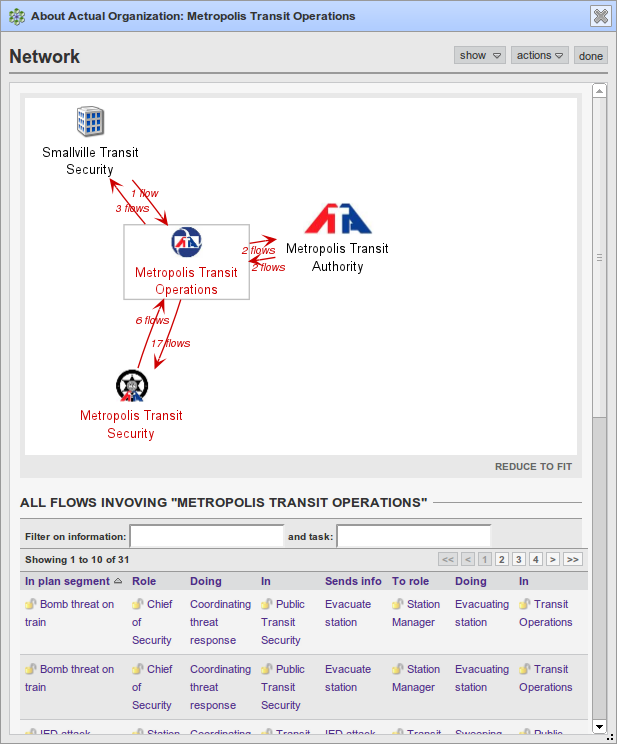 About Actual Organization: Metropolis Transit Operations
Network
show
actions
done
Smallville Transit
Security
1 flow
3 flows
Metropolis Transit
Operations
2 flows
2 flows
Metropolis Transit
Authority
6 flows
17 flows
Metropolis Transit
Security
REDUCE TO FIT
ALL FLOWS INVOVING "METROPOLIS TRANSIT OPERATIONS"
Filter on information: and task:
Showing 1 to 10 of 31 << < 1 2 3 4 > >>
In plan segment Role Doing In Sends info To role Doing In
Bomb threat on Chief Coordinating Public Evacuate Station Evacuating Transit
train of threat Transit station Manager station Operations
Security response Security
Bomb threat on Chief Coordinating Public Evacuate Station Evacuating Transit
train of threat Transit station Manager station Operations
Security response Security
IED attack Station Coordinating Transit IED attack Transit Sweeping Public